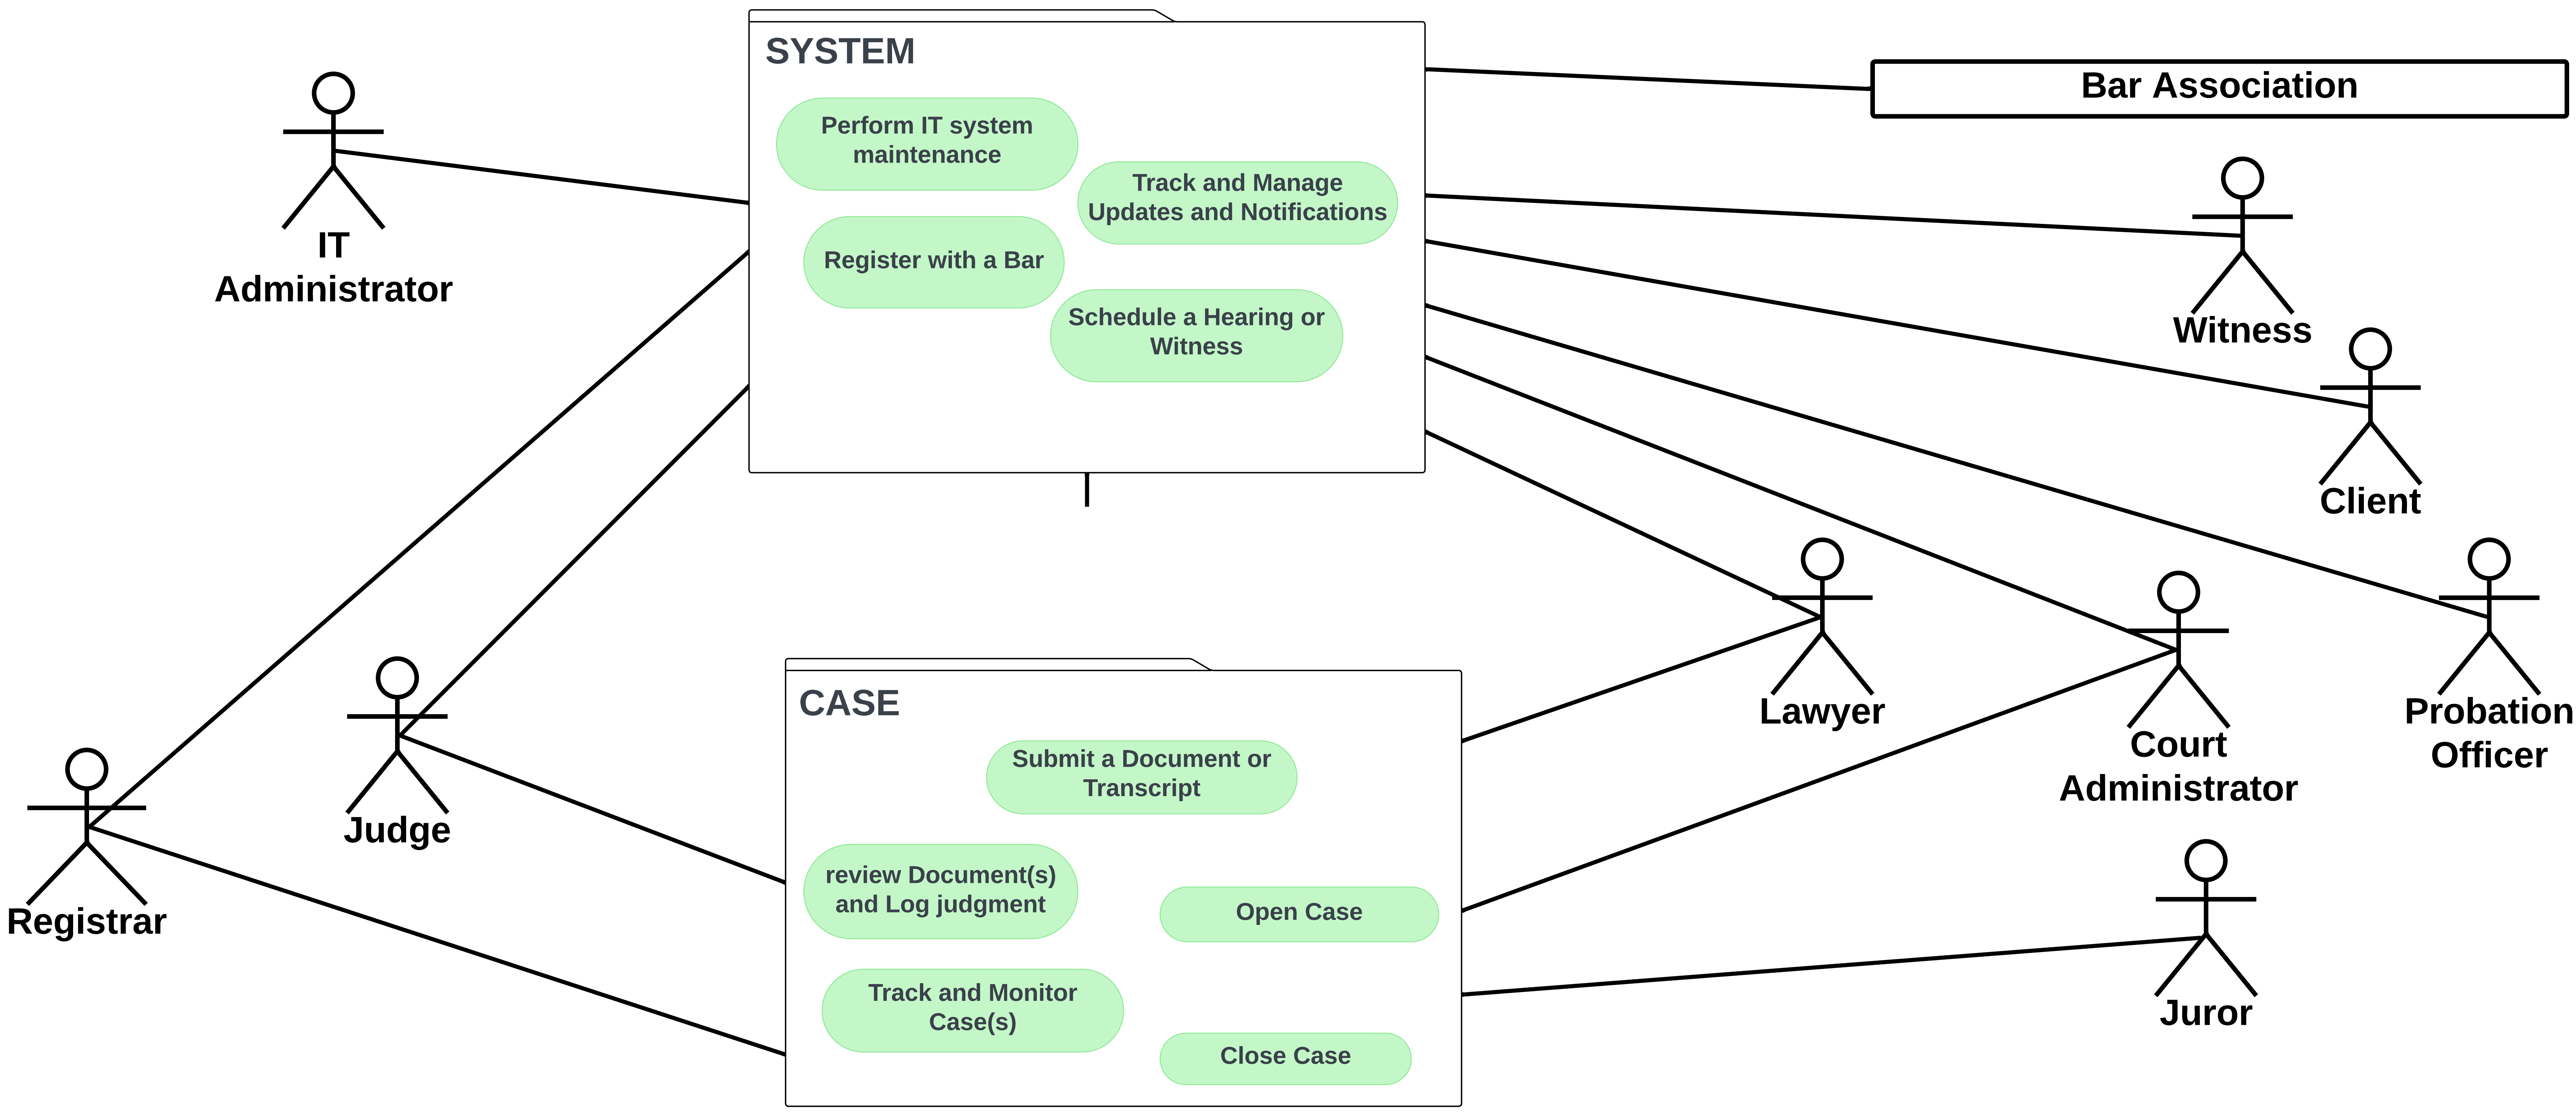 SYSTEM
Bar Association
Perform IT system
maintenance
Track and Manage
Updates and Notifications
Register with a Bar
Schedule a Hearing or
Witness
IT
Administrator
Witness
Client
Lawyer
Probation
Officer
Court
Administrator
Judge
Registrar
CASE
Submit a Document or
Transcript
review Document(s)
and Log judgment
Open Case
Track and Monitor
Case(s)
Close Case
Juror